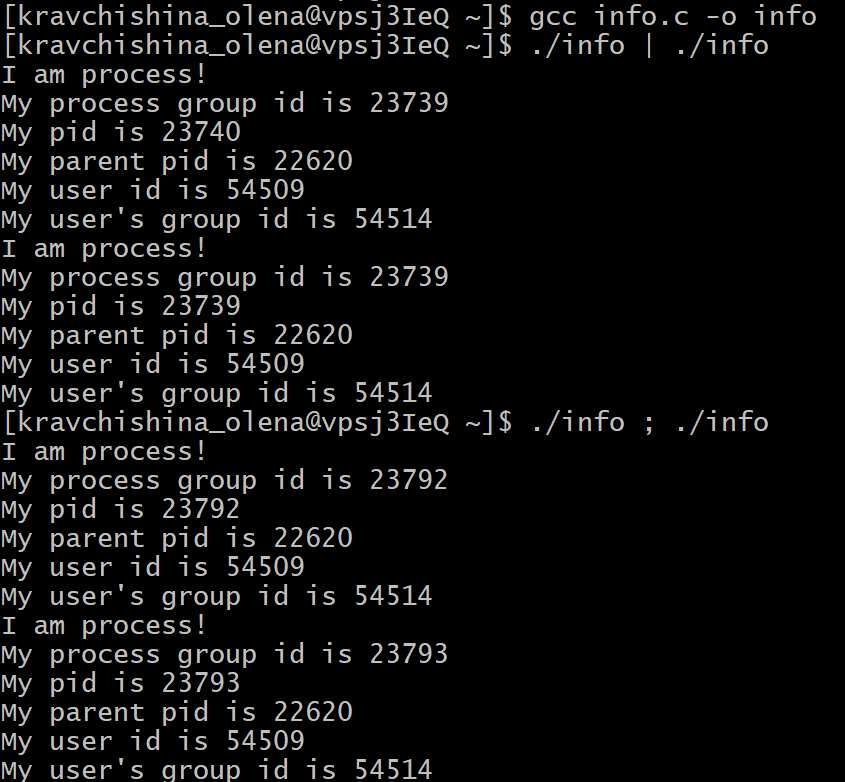 [kravchishina_olena@vpsj3IeQ ~]$ gcc info.c -o info
[kravchishina_olena@vpsj3IeQ ~]$ ./info | ./info
I am process!
My process group id is 23739
My pid is 23740
My parent pid is 22620
My user id is 54509
My user's group id is 54514
I am process!
My process group id is 23739
My pid is 23739
My parent pid is 22620
My user id is 54509
My user's group id is 54514
[kravchishina_olena@vpsj3IeQ ~]$ ./info ; ./info
I am process!
My process group id is 23792
My pid is 23792
My parent pid is 22620
My user id is 54509
My user's group id is 54514
I am process!
My process group id is 23793
My pid is 23793
My parent pid is 22620
My user id is 54509
My user's group id is 54514